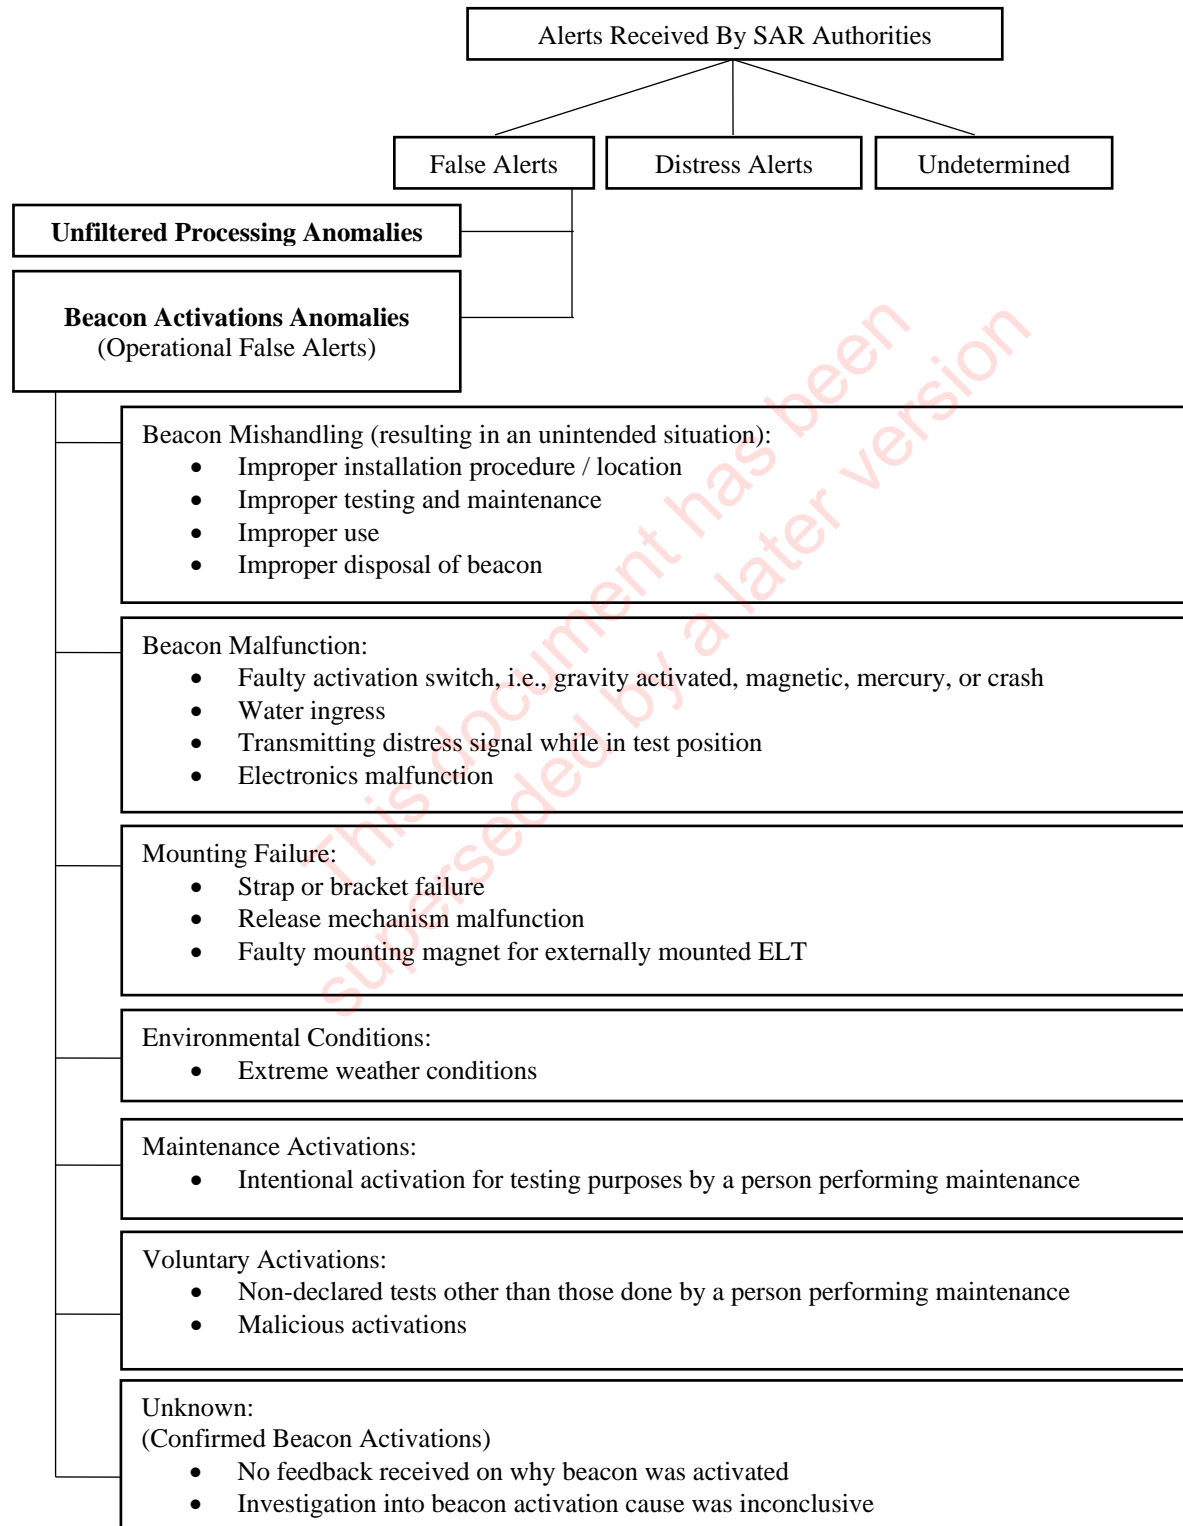 Alerts Received By SAR Authorities
False Alerts
Distress Alerts
Undetermined
Unfiltered Processing Anomalies
Beacon Activations Anomalies
(Operational False Alerts)
Beacon Mishandling (resulting in an unintended situation):
• Improper installation procedure / location
• Improper testing and maintenance
• Improper use
• Improper disposal of beacon
Beacon Malfunction:
• Faulty activation switch, i.e., gravity activated, magnetic, mercury, or crash
• Water ingress
• Transmitting distress signal while in test position
• Electronics malfunction
Mounting Failure:
• Strap or bracket failure
• Release mechanism malfunction
• Faulty mounting magnet for externally mounted ELT
Environmental Conditions:
• Extreme weather conditions
Maintenance Activations:
• Intentional activation for testing purposes by a person performing maintenance
Voluntary Activations:
• Non-declared tests other than those done by a person performing maintenance
• Malicious activations
Unknown:
(Confirmed Beacon Activations)
• No feedback received on why beacon was activated
• Investigation into beacon activation cause was inconclusive
This document has been
superseded by a later version